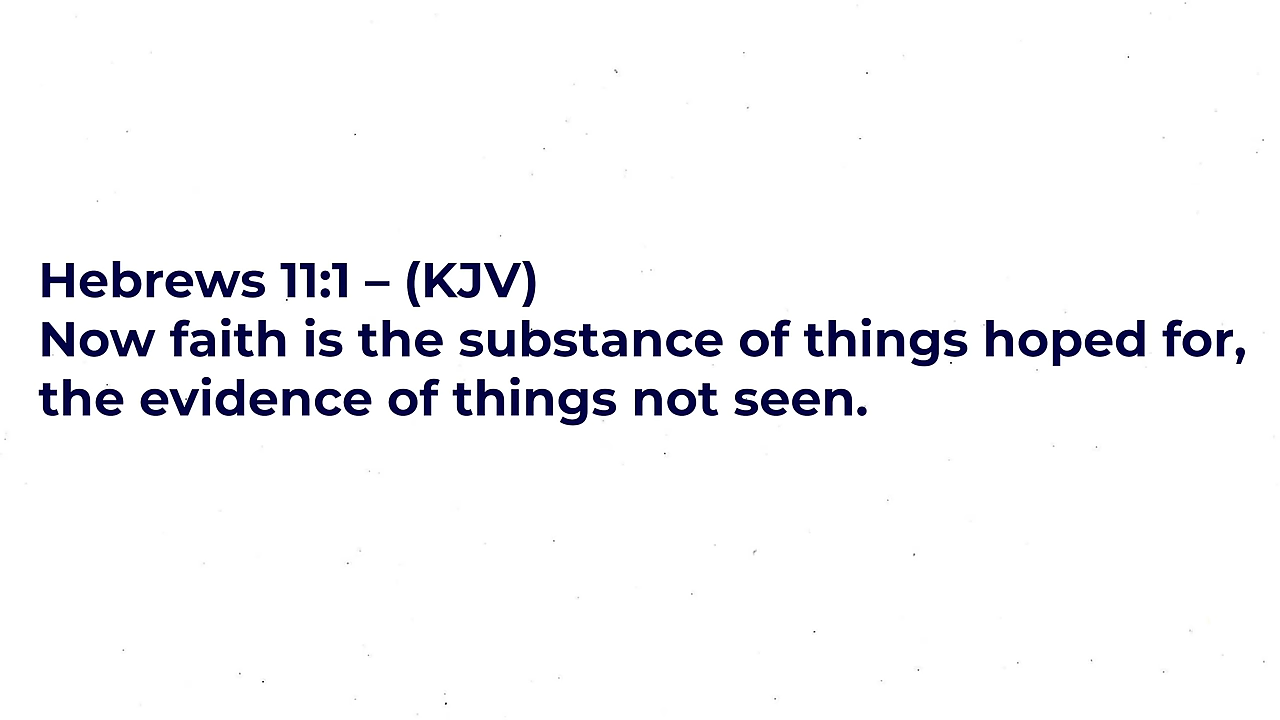 Hebrews 11:1 – (KJV)
Now faith is the substance of things hoped for,
the evidence of things not seen.